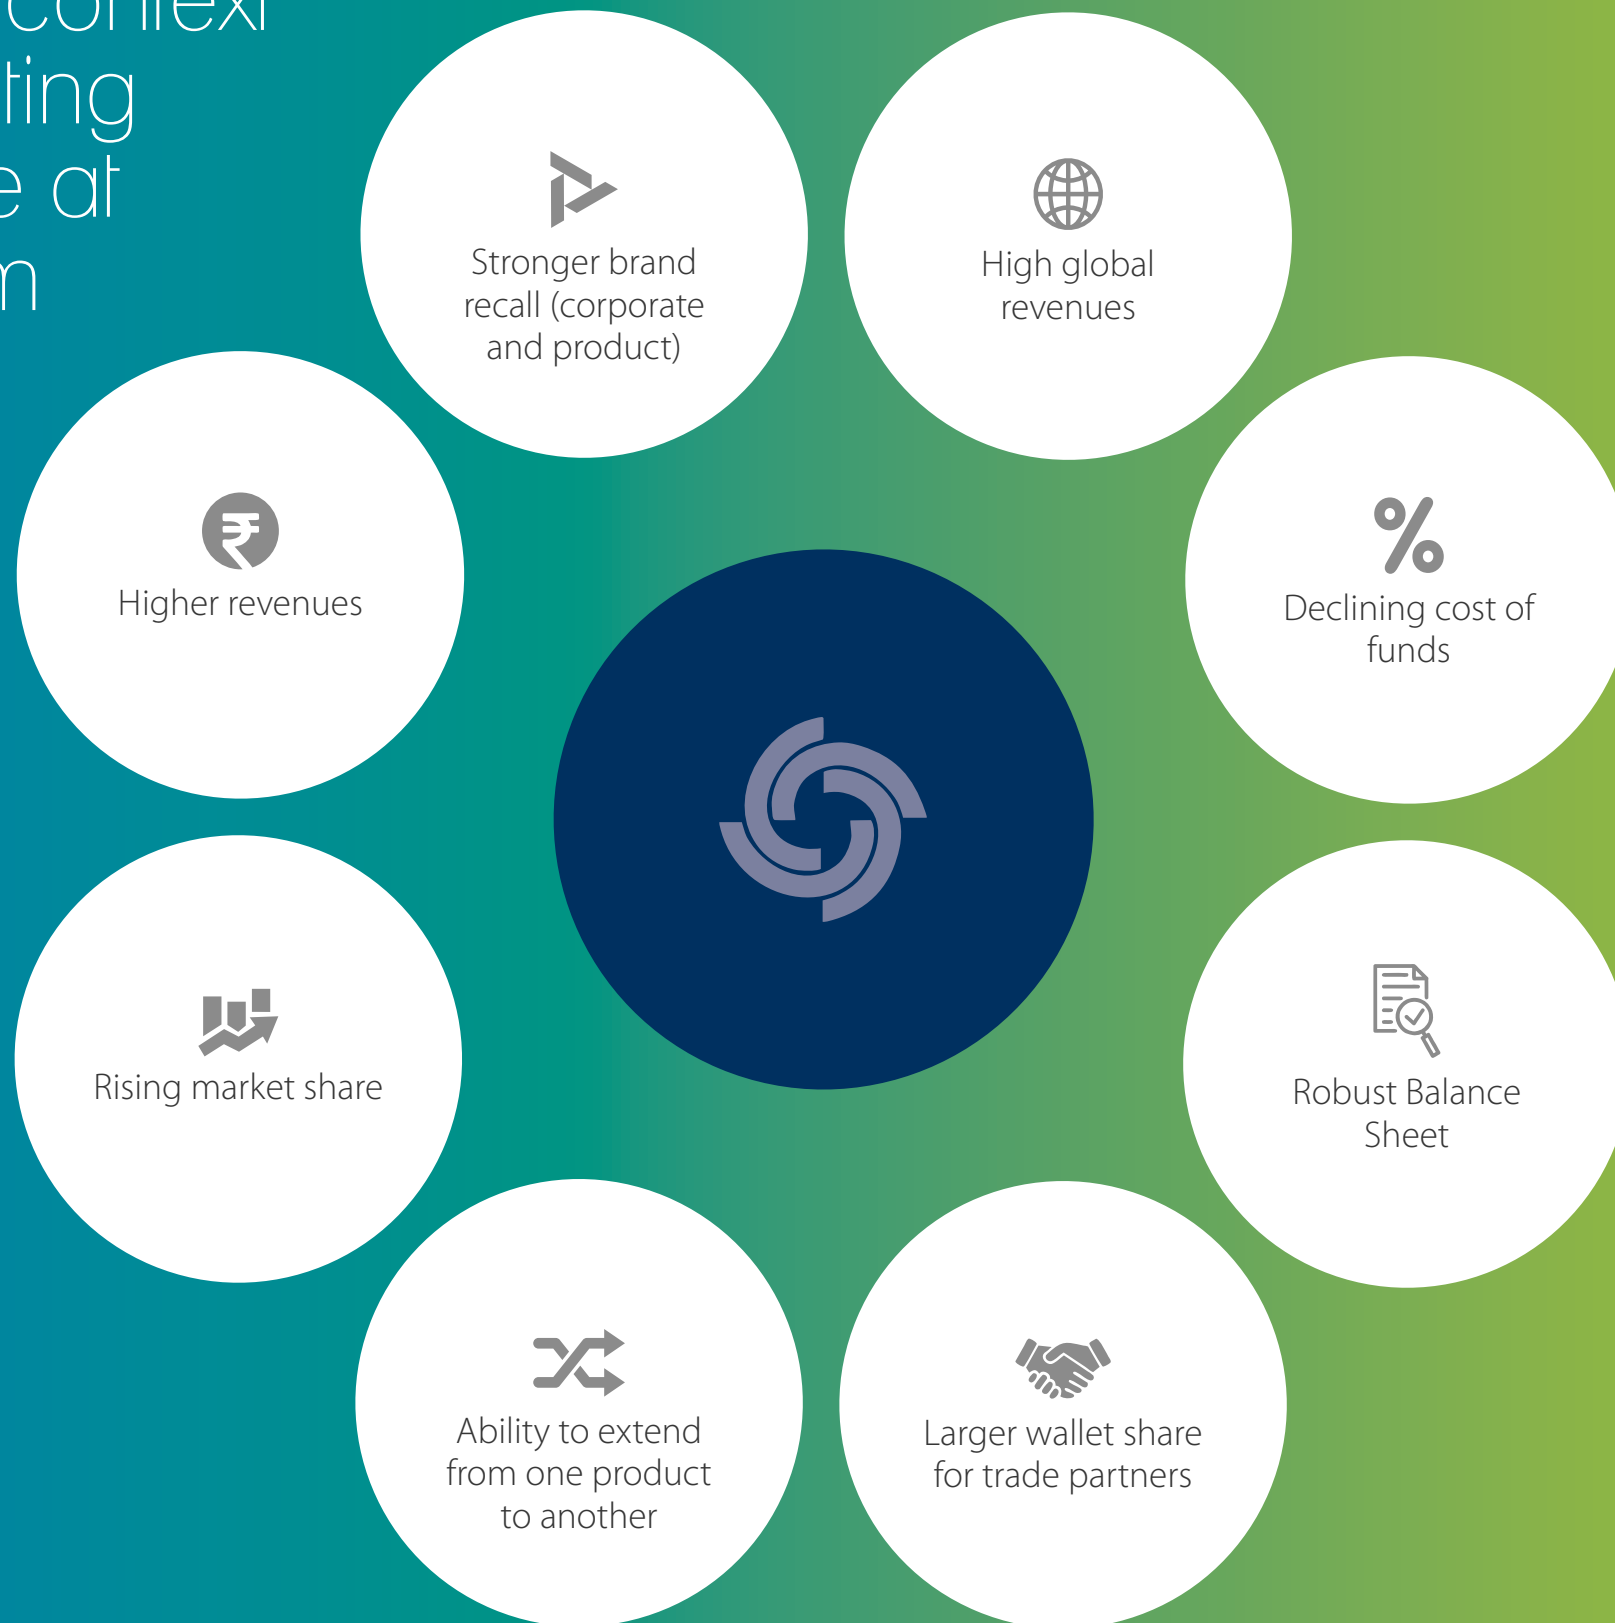 context
ting
e at
m
Stronger brand
recall (corporate
and product)
High global
revenues
Declining cost of
funds
Robust Balance
Sheet
Larger wallet share
for trade partners
Ability to extend
from one product
to another
Rising market share
Higher revenues